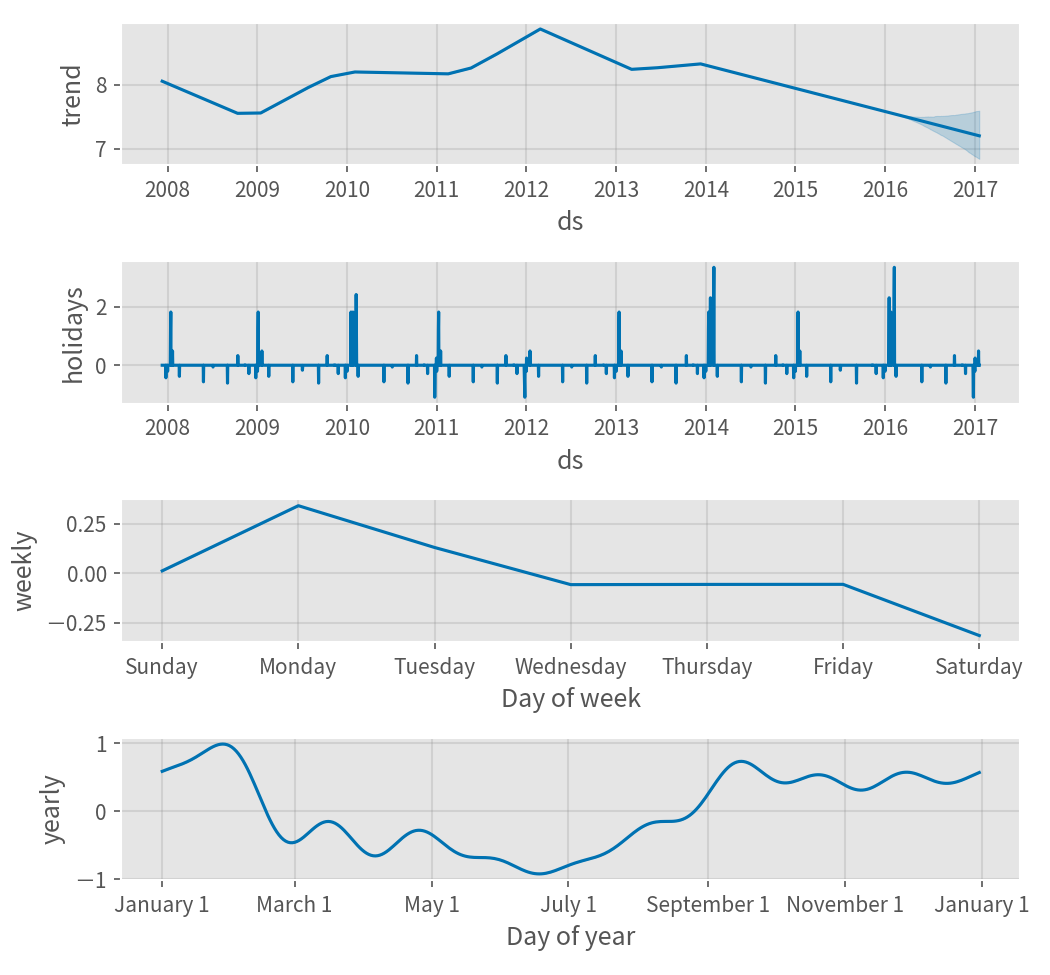 trend
8
7
2008 2009 2010 2011 2012 2013 2014 2015 2016 2017
ds
holidays
2
0
2008 2009 2010 2011 2012 2013 2014 2015 2016 2017
ds
weekly
0.25
0.00
−0.25
Sunday Monday Tuesday Wednesday Thursday Friday Saturday
Day of week
yearly
1
0
−1
January 1 March 1 May 1 July 1 September 1 November 1 January 1
Day of year